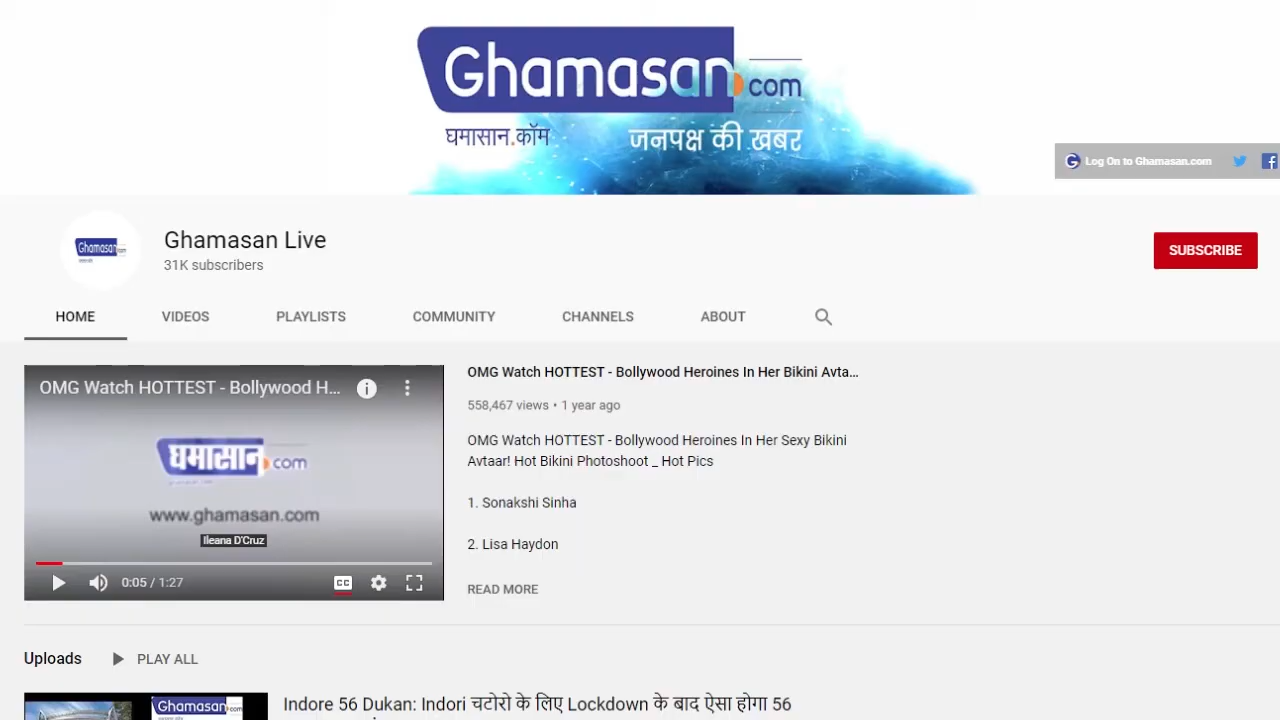 Ghamasan.com
घमासान.कॉम
जनपक्ष की खबर
Log On to Ghamasan.com
Ghamasan
Ghamasan Live
31K subscribers
SUBSCRIBE
HOME VIDEOS PLAYLISTS COMMUNITY CHANNELS ABOUT
OMG Watch HOTTEST - Bollywood H...
घमासान.com
www.ghamasan.com
Ileana D'Cruz
0:05 / 1:27
CC
OMG Watch HOTTEST - Bollywood Heroines In Her Bikini Avta...
558,467 views • 1 year ago
OMG Watch HOTTEST - Bollywood Heroines In Her Sexy Bikini
Avtaar! Hot Bikini Photoshoot _ Hot Pics
1. Sonakshi Sinha
2. Lisa Haydon
READ MORE
Uploads PLAY ALL
Ghamasan.com
Indore 56 Dukan: Indori चटोरो के लिए Lockdown के बाद ऐसा होगा 56